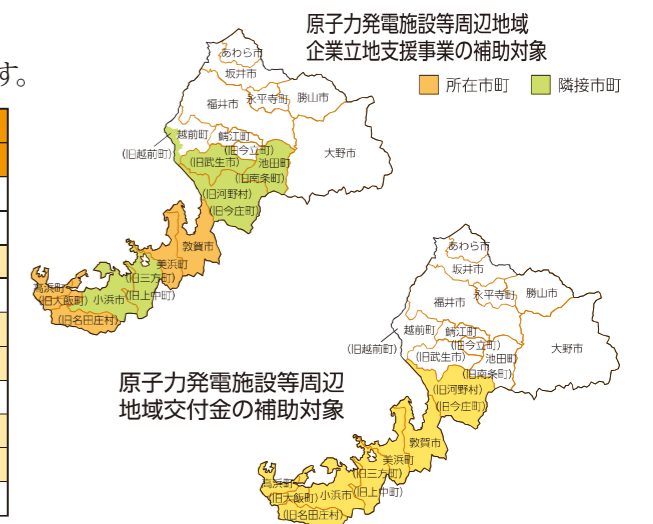 す。
原子力発電施設等周辺地域
企業立地支援事業の補助対象
所在市町
隣接市町
あわら市
坂井市
福井市
永平寺町
勝山市
越前町
鯖江町
(旧今立町)
大野市
(旧越前町)
(旧武生市)
池田町
(旧南条町)
(旧河野村)
(旧今庄町)
敦賀市
美浜町
(旧三方町)
高浜町
(旧大飯町)
小浜市
(旧上中町)
(旧名田庄村)
原子力発電施設等周辺
地域交付金の補助対象
あわら市
坂井市
福井市
永平寺町
勝山市
越前町
鯖江町
(旧今立町)
大野市
(旧越前町)
(旧武生市)
池田町
(旧南条町)
(旧河野村)
(旧今庄町)
敦賀市
美浜町
(旧三方町)
高浜町
(旧大飯町)
小浜市
(旧上中町)
(旧名田庄村)